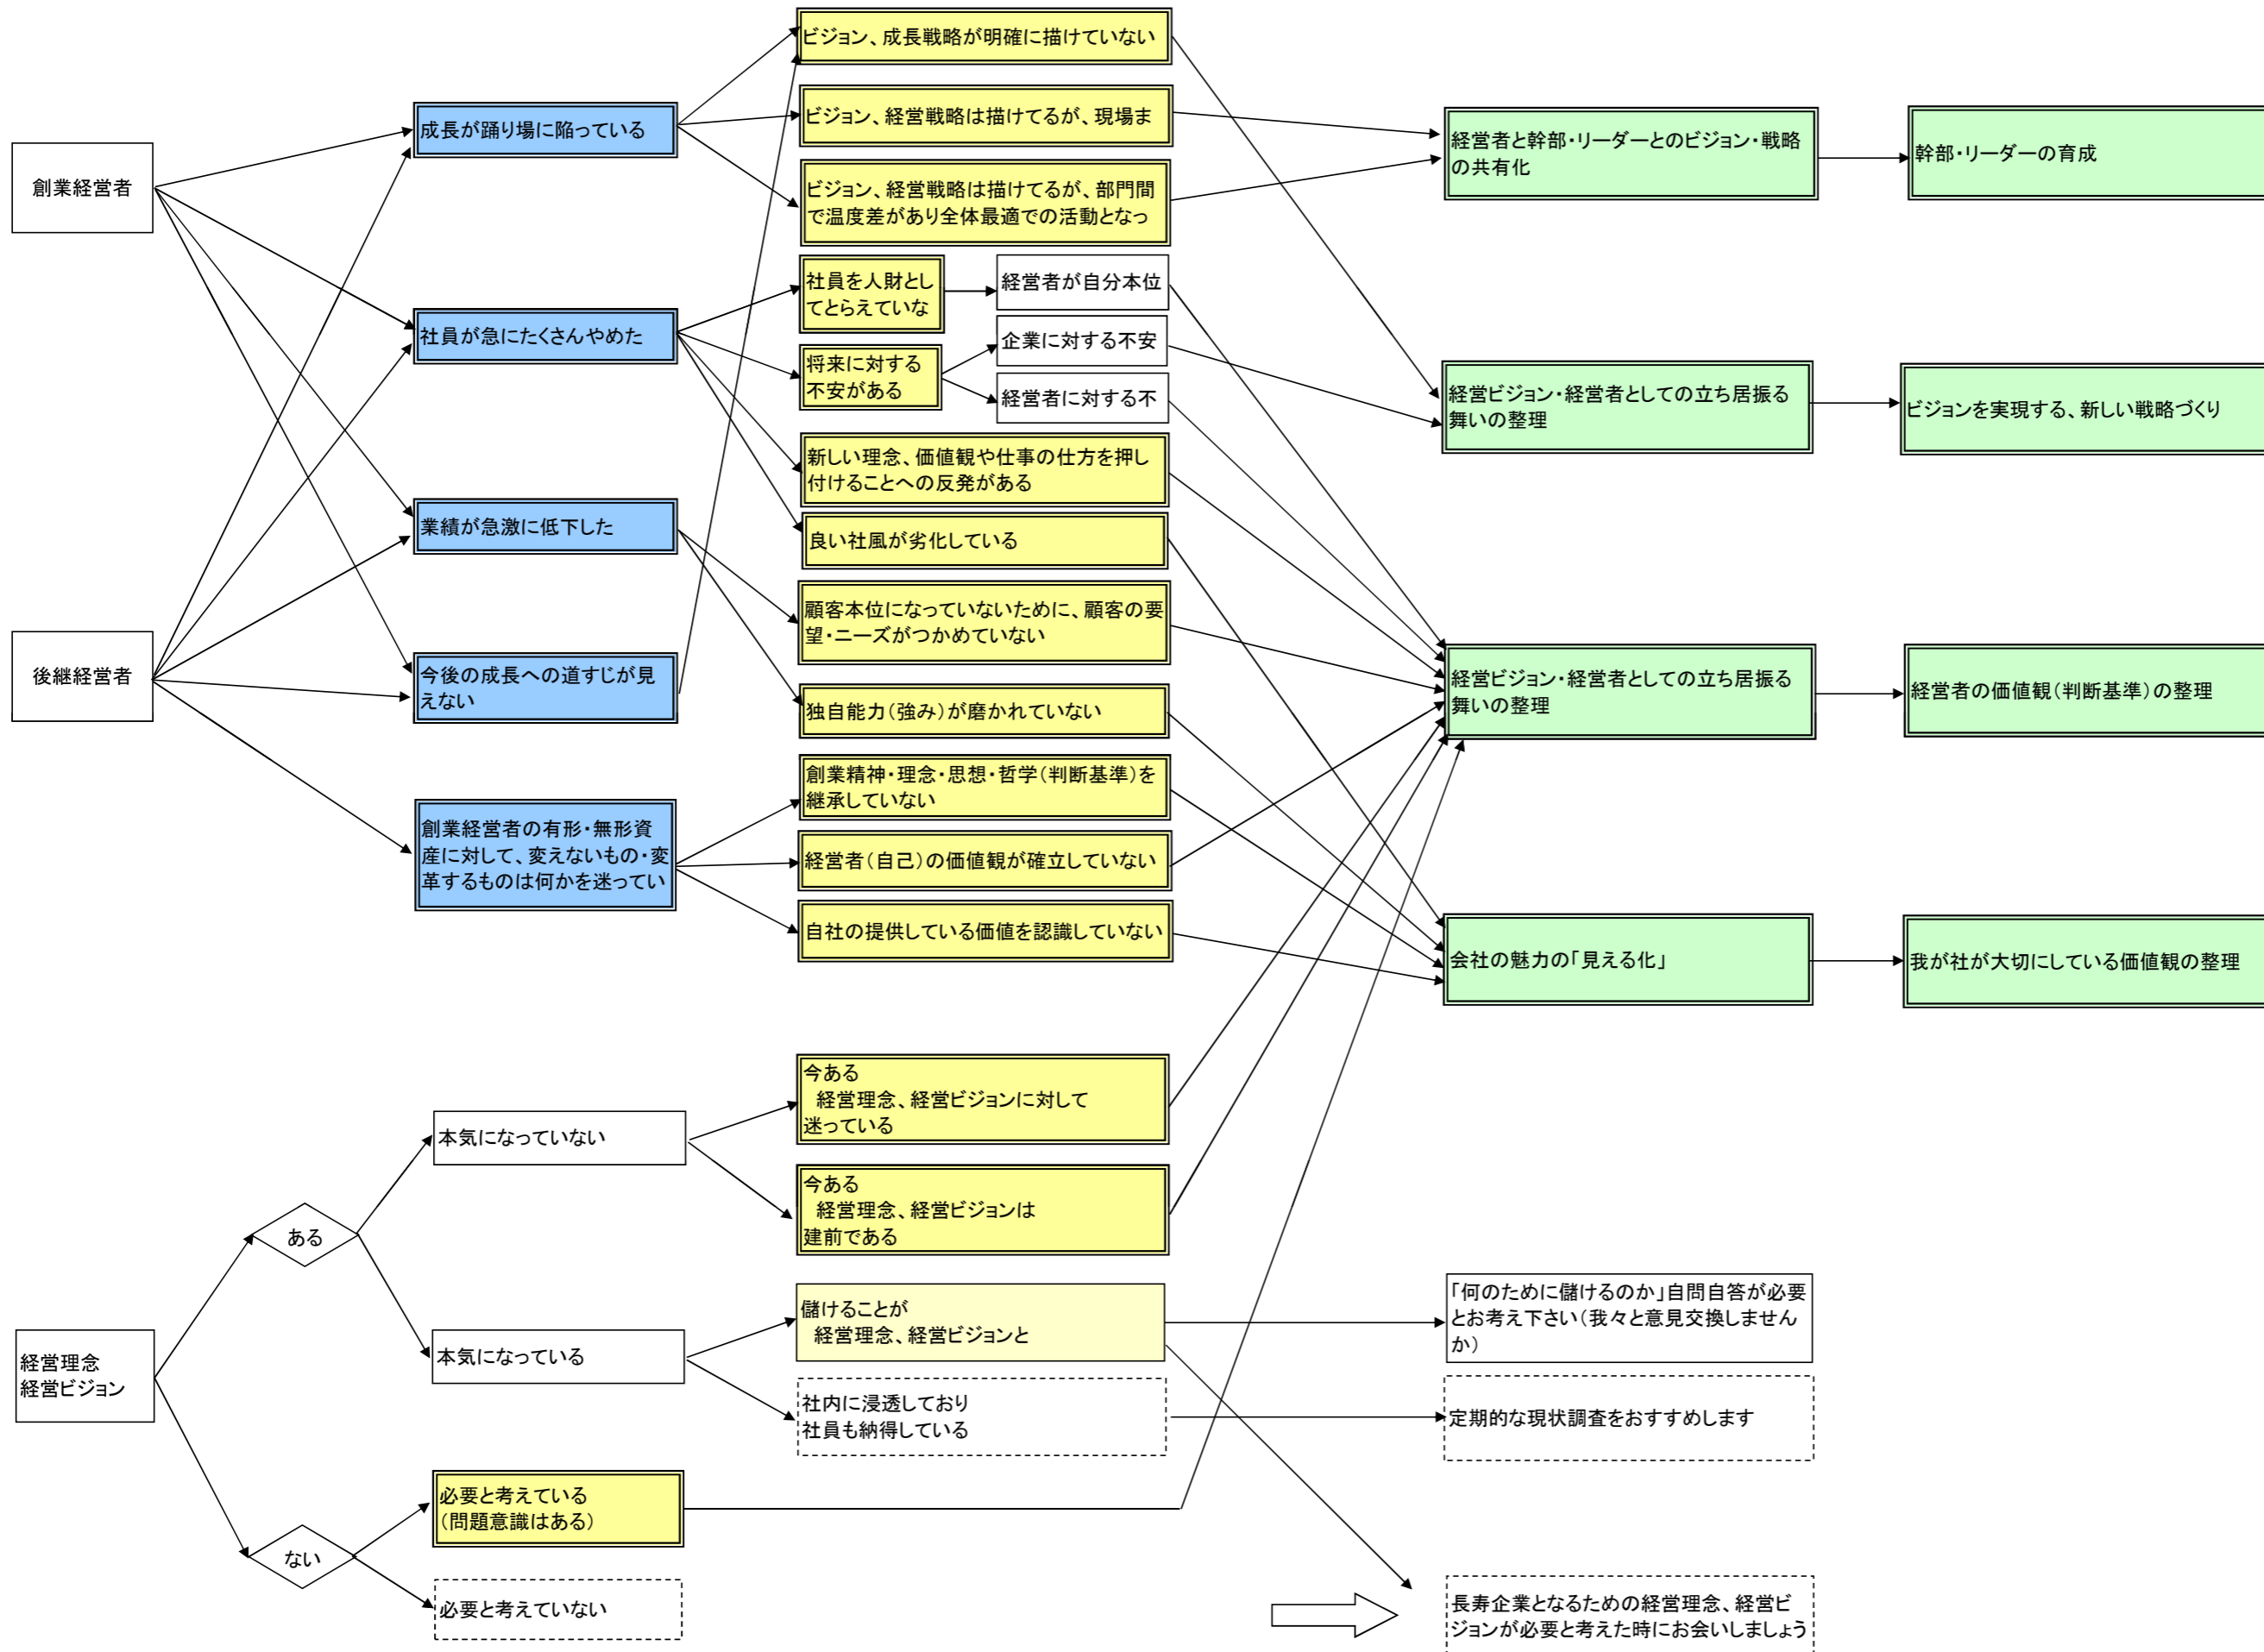 創業経営者
後継経営者
成長が踊り場に陥っている
社員が急にたくさんやめた
業績が急激に低下した
今後の成長への道すじが見
えない
創業経営者の有形・無形資
産に対して、変えないもの・変
革するものは何かを迷ってい
ビジョン、成長戦略が明確に描けていない
ビジョン、経営戦略は描けてるが、現場ま
ビジョン、経営戦略は描けてるが、部門間
で温度差があり全体最適での活動となっ
社員を人財とし
てとらえていな
経営者が自分本位
将来に対する
不安がある
企業に対する不安
経営者に対する不
新しい理念、価値観や仕事の仕方を押し
付けることへの反発がある
良い社風が劣化している
顧客本位になっていないために、顧客の要
望・ニーズがつかめていない
独自能力(強み)が磨かれていない
創業精神・理念・思想・哲学(判断基準)を
継承していない
経営者(自己)の価値観が確立していない
自社の提供している価値を認識していない
経営者と幹部・リーダーとのビジョン・戦略
の共有化
幹部・リーダーの育成
経営ビジョン・経営者としての立ち居振る
舞いの整理
ビジョンを実現する、新しい戦略づくり
経営ビジョン・経営者としての立ち居振る
舞いの整理
経営者の価値観(判断基準)の整理
会社の魅力の「見える化」
我が社が大切にしている価値観の整理
経営理念
経営ビジョン
ある
ない
本気になっていない
本気になっている
必要と考えている
(問題意識はある)
必要と考えていない
今ある
経営理念、経営ビジョンに対して
迷っている
今ある
経営理念、経営ビジョンは
建前である
儲けることが
経営理念、経営ビジョンと
社内に浸透しており
社員も納得している
「何のために儲けるのか」自問自答が必要
とお考え下さい(我々と意見交換しません
か)
定期的な現状調査をおすすめします
長寿企業となるための経営理念、経営ビ
ジョンが必要と考えた時にお会いしましょう